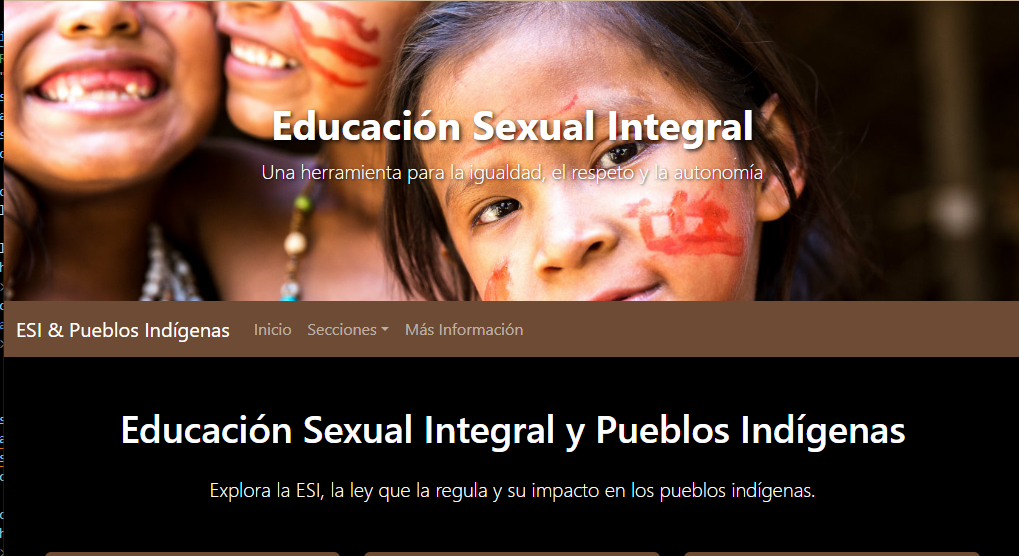 Educación Sexual Integral
Una herramienta para la igualdad, el respeto y la autonomía
ESI & Pueblos Indígenas Inicio Secciones Más Información
Educación Sexual Integral y Pueblos Indígenas
Explora la ESI, la ley que la regula y su impacto en los pueblos indígenas.